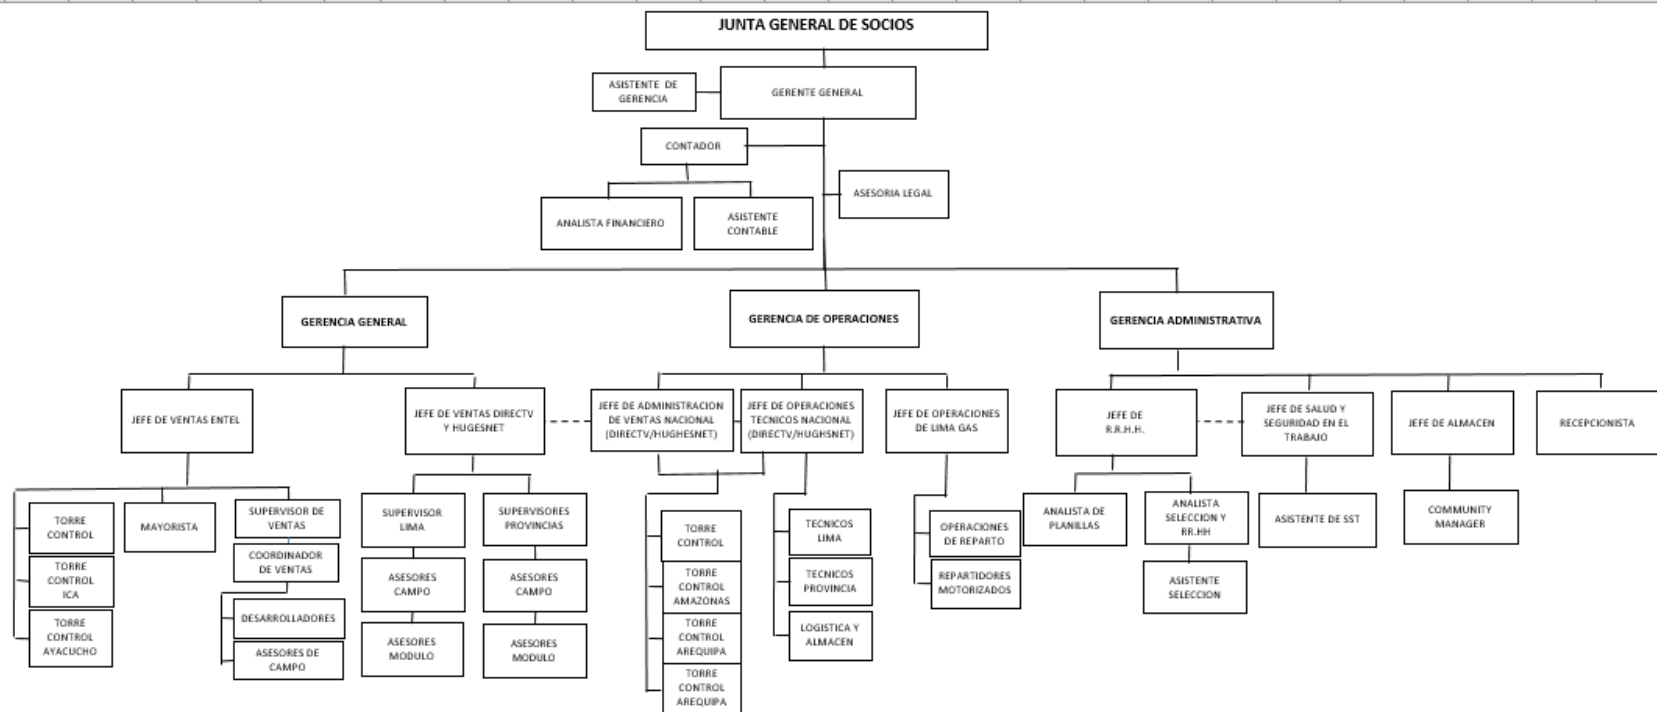 JUNTA GENERAL DE SOCIOS
ASISTENTE DE
GERENCIA
GERENTE GENERAL
CONTADOR
ASESORIA LEGAL
ANALISTA FINANCIERO
ASISTENTE
CONTABLE
GERENCIA GENERAL
GERENCIA DE OPERACIONES
GERENCIA ADMINISTRATIVA
JEFE DE VENTAS ENTEL
JEFE DE VENTAS DIRECTV
Y HUGESNET
JEFE DE ADMINISTRACION
DE VENTAS NACIONAL
(DIRECTV/HUGHESNET)
JEFE DE OPERACIONES
TECNICOS NACIONAL
(DIRECTV/HUGHSNET)
JEFE DE OPERACIONES
DE LIMA GAS
JEFE DE
R.R.H.H.
JEFE DE SALUD Y
SEGURIDAD EN EL
TRABAJO
JEFE DE ALMACEN
RECEPCIONISTA
TORRE
CONTROL
TORRE
CONTROL
ICA
TORRE
CONTROL
AYACUCHO
MAYORISTA
SUPERVISOR DE
VENTAS
COORDINADOR
DE VENTAS
DESARROLLADORES
ASESORES DE
CAMPO
SUPERVISOR
LIMA
ASESORES
CAMPO
ASESORES
MODULO
SUPERVISORES
PROVINCIAS
ASESORES
CAMPO
ASESORES
MODULO
TORRE
CONTROL
TORRE
CONTROL
AMAZONAS
TORRE
CONTROL
AREQUIPA
TORRE
CONTROL
AREQUIPA
TECNICOS
LIMA
TECNICOS
PROVINCIA
LOGISTICA Y
ALMACEN
OPERACIONES
DE REPARTO
REPARTIDORES
MOTORIZADOS
ANALISTA DE
PLANILLAS
ANALISTA
SELECCION Y
RR.HH
ASISTENTE
SELECCION
ASISTENTE DE SST
COMMUNITY
MANAGER